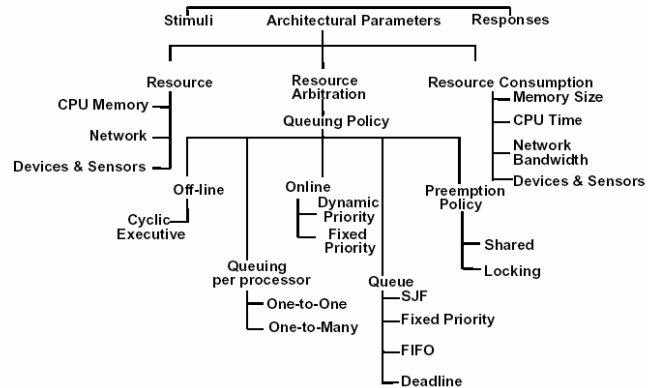 Stimuli Architectural Parameters Responses
Resource
Resource
Arbitration
Resource Consumption
CPU Memory
Network
Devices & Sensors
Memory Size
CPU Time
Network
Bandwidth
Devices & Sensors
Queuing Policy
Off-line
Cyclic
Executive
Queuing
per processor
One-to-One
One-to-Many
Online
Dynamic
Priority
Fixed
Priority
Queue
SJF
Fixed Priority
FIFO
Deadline
Preemption
Policy
Shared
Locking